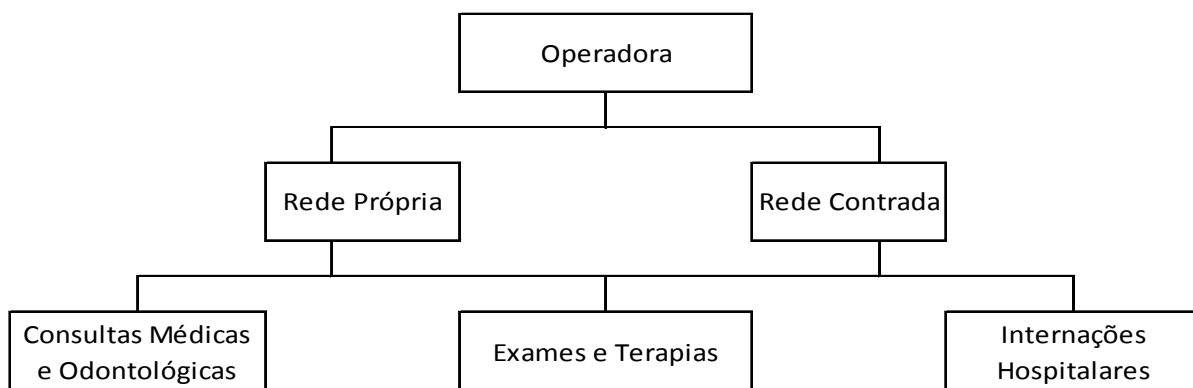 Operadora
Rede Própria
Rede Contrada
Consultas Médicas
e Odontológicas
Exames e Terapias
Internações
Hospitalares